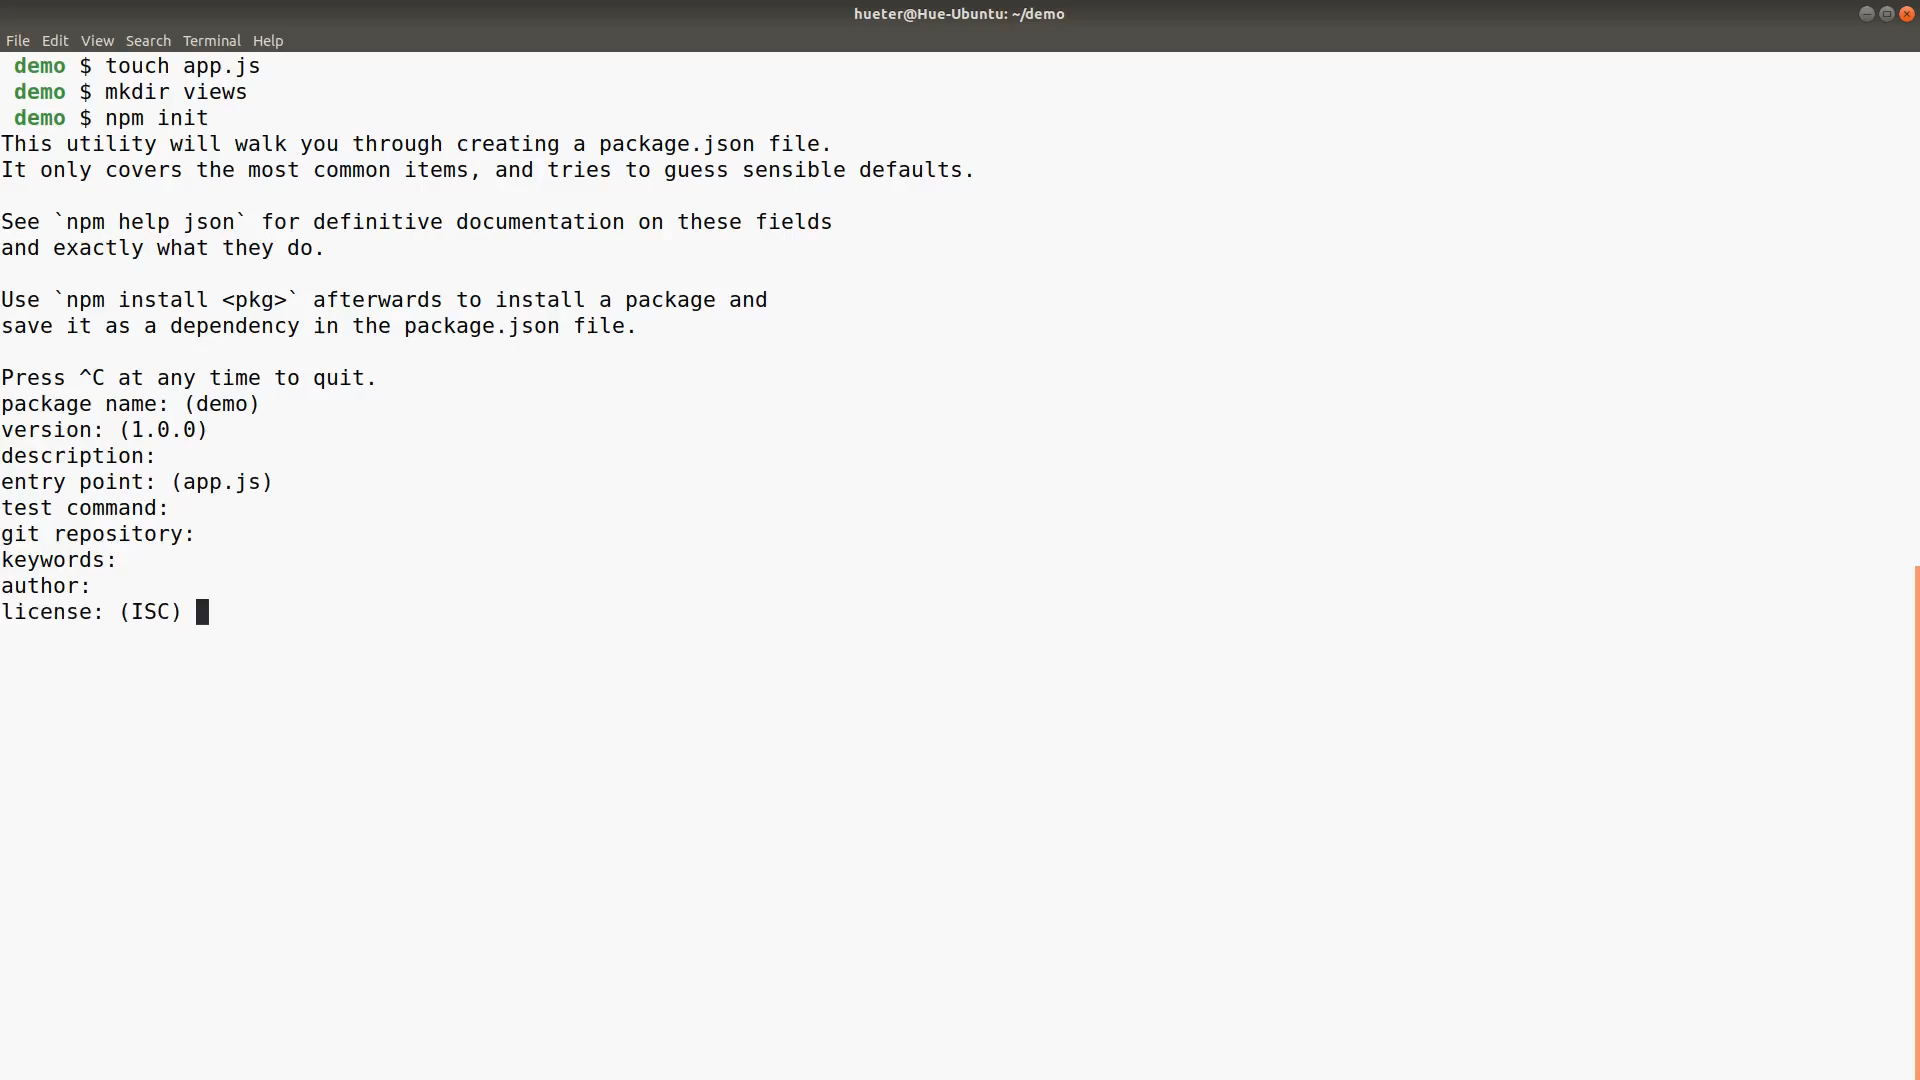 hueter@Hue-Ubuntu: ~/demo
File Edit View Search Terminal Help
demo $ touch app.js
demo $ mkdir views
demo $ npm init
This utility will walk you through creating a package.json file.
It only covers the most common items, and tries to guess sensible defaults.
See `npm help json` for definitive documentation on these fields
and exactly what they do.
Use `npm install <pkg>` afterwards to install a package and
save it as a dependency in the package.json file.
Press ^C at any time to quit.
package name: (demo)
version: (1.0.0)
description:
entry point: (app.js)
test command:
git repository:
keywords:
author:
license: (ISC)